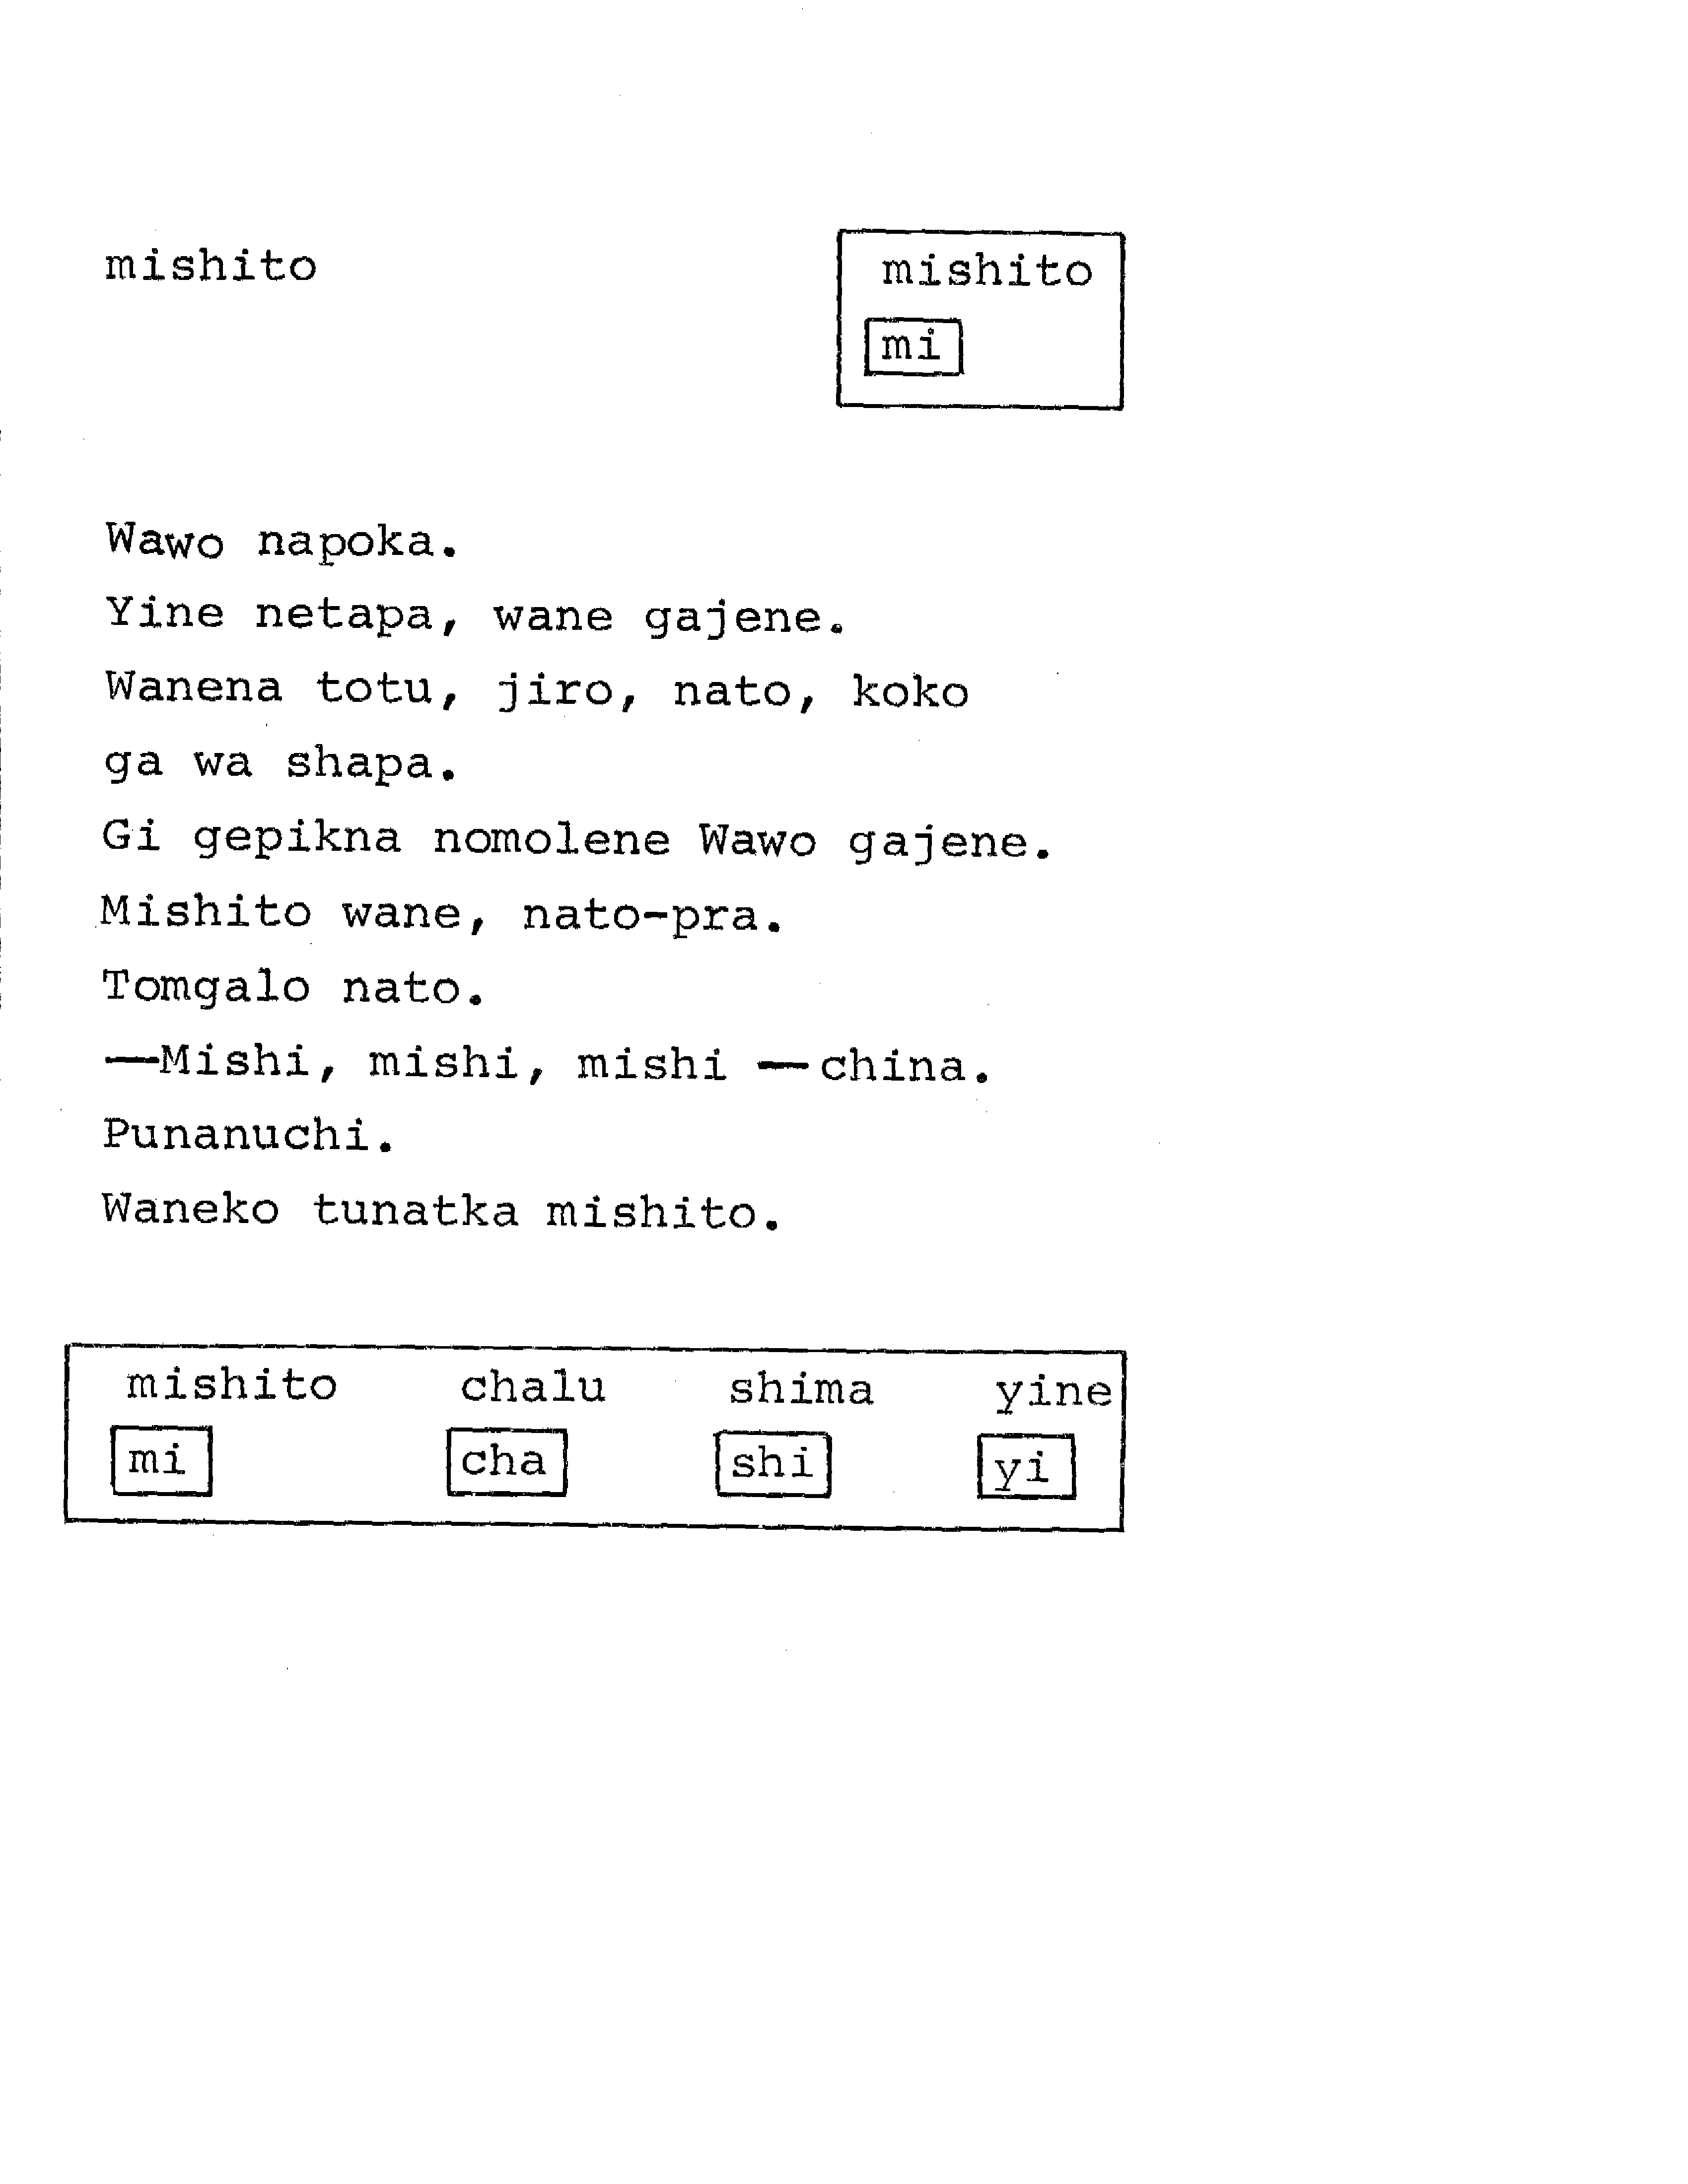 mishito
mishito
mi
Wawo napoka.
Yine netapa, wane gajene.
Wanena totu, jiro, nato, koko
ga wa shapa.
Gi gepikna nomolene Wawo gajene.
Mishito wane, nato-pra.
Tomgalo nato.
—Mishi, mishi, mishi — china.
Punanuchi.
Waneko tunatka mishito.
mishito chalu shima yine
mi cha shi yi